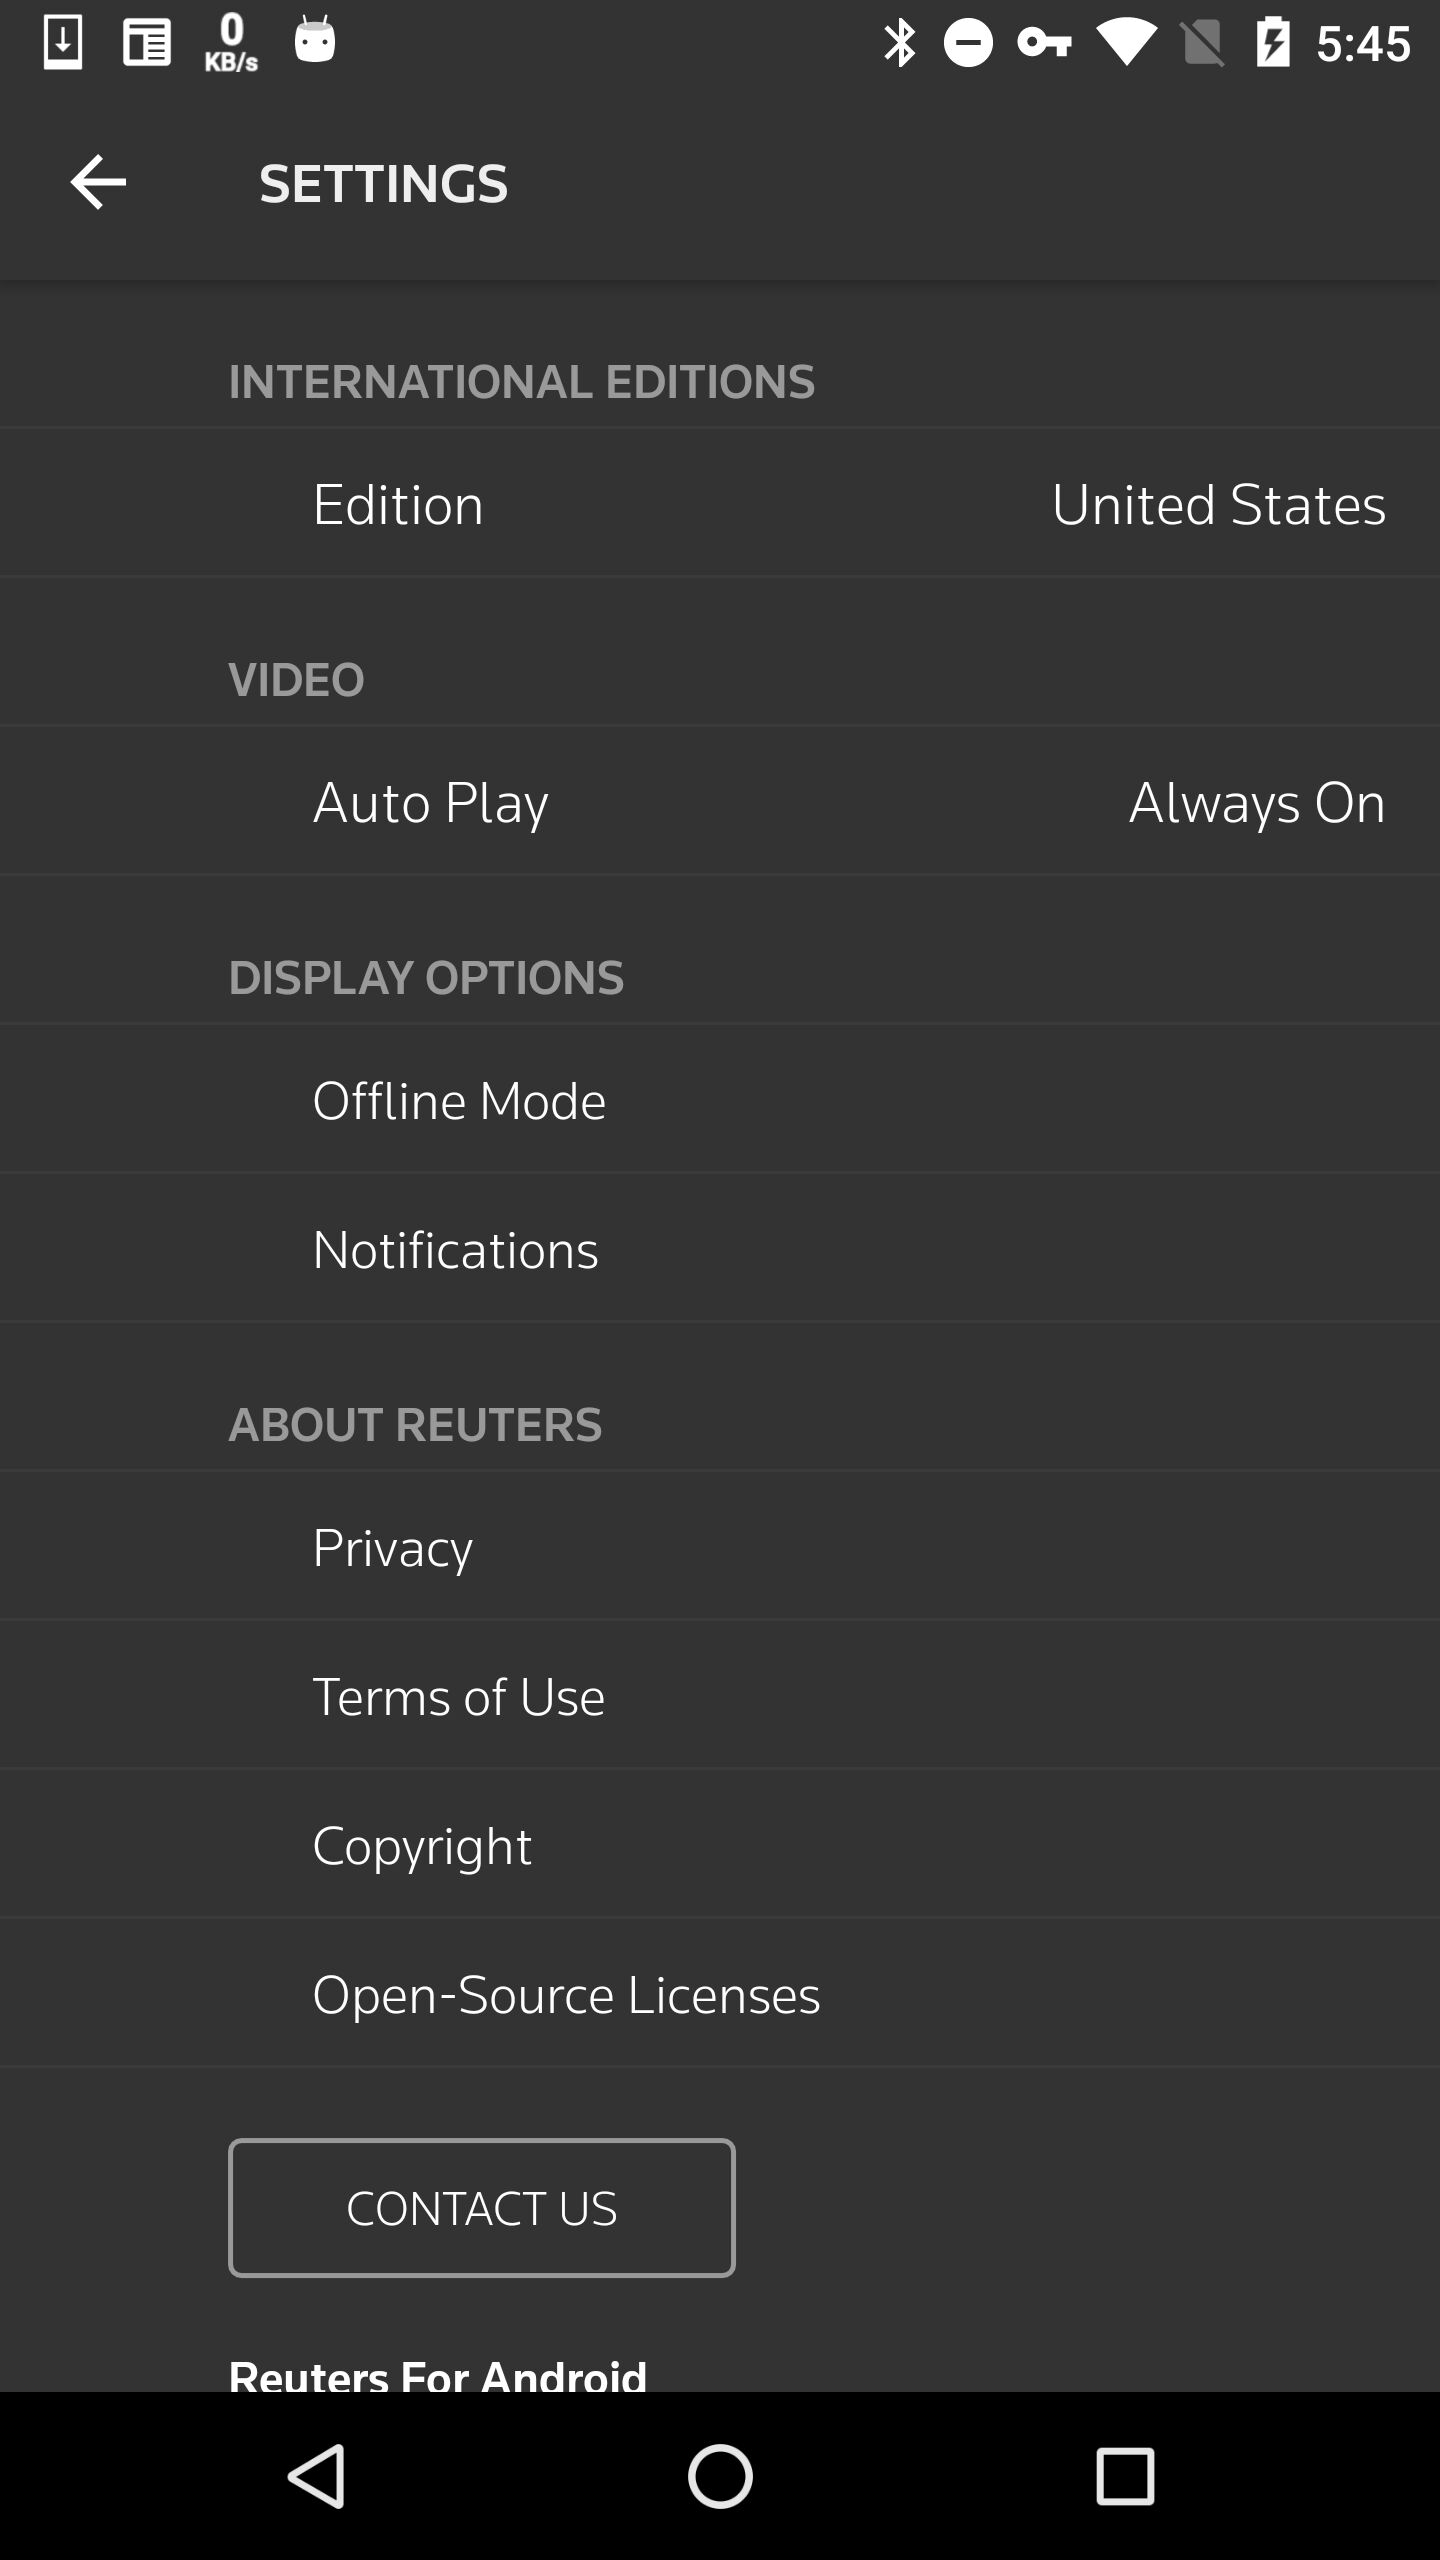 0
KB/s
5:45
SETTINGS
INTERNATIONAL EDITIONS
Edition United States
VIDEO
Auto Play Always On
DISPLAY OPTIONS
Offline Mode
Notifications
ABOUT REUTERS
Privacy
Terms of Use
Copyright
Open-Source Licenses
CONTACT US
Reuters For Android